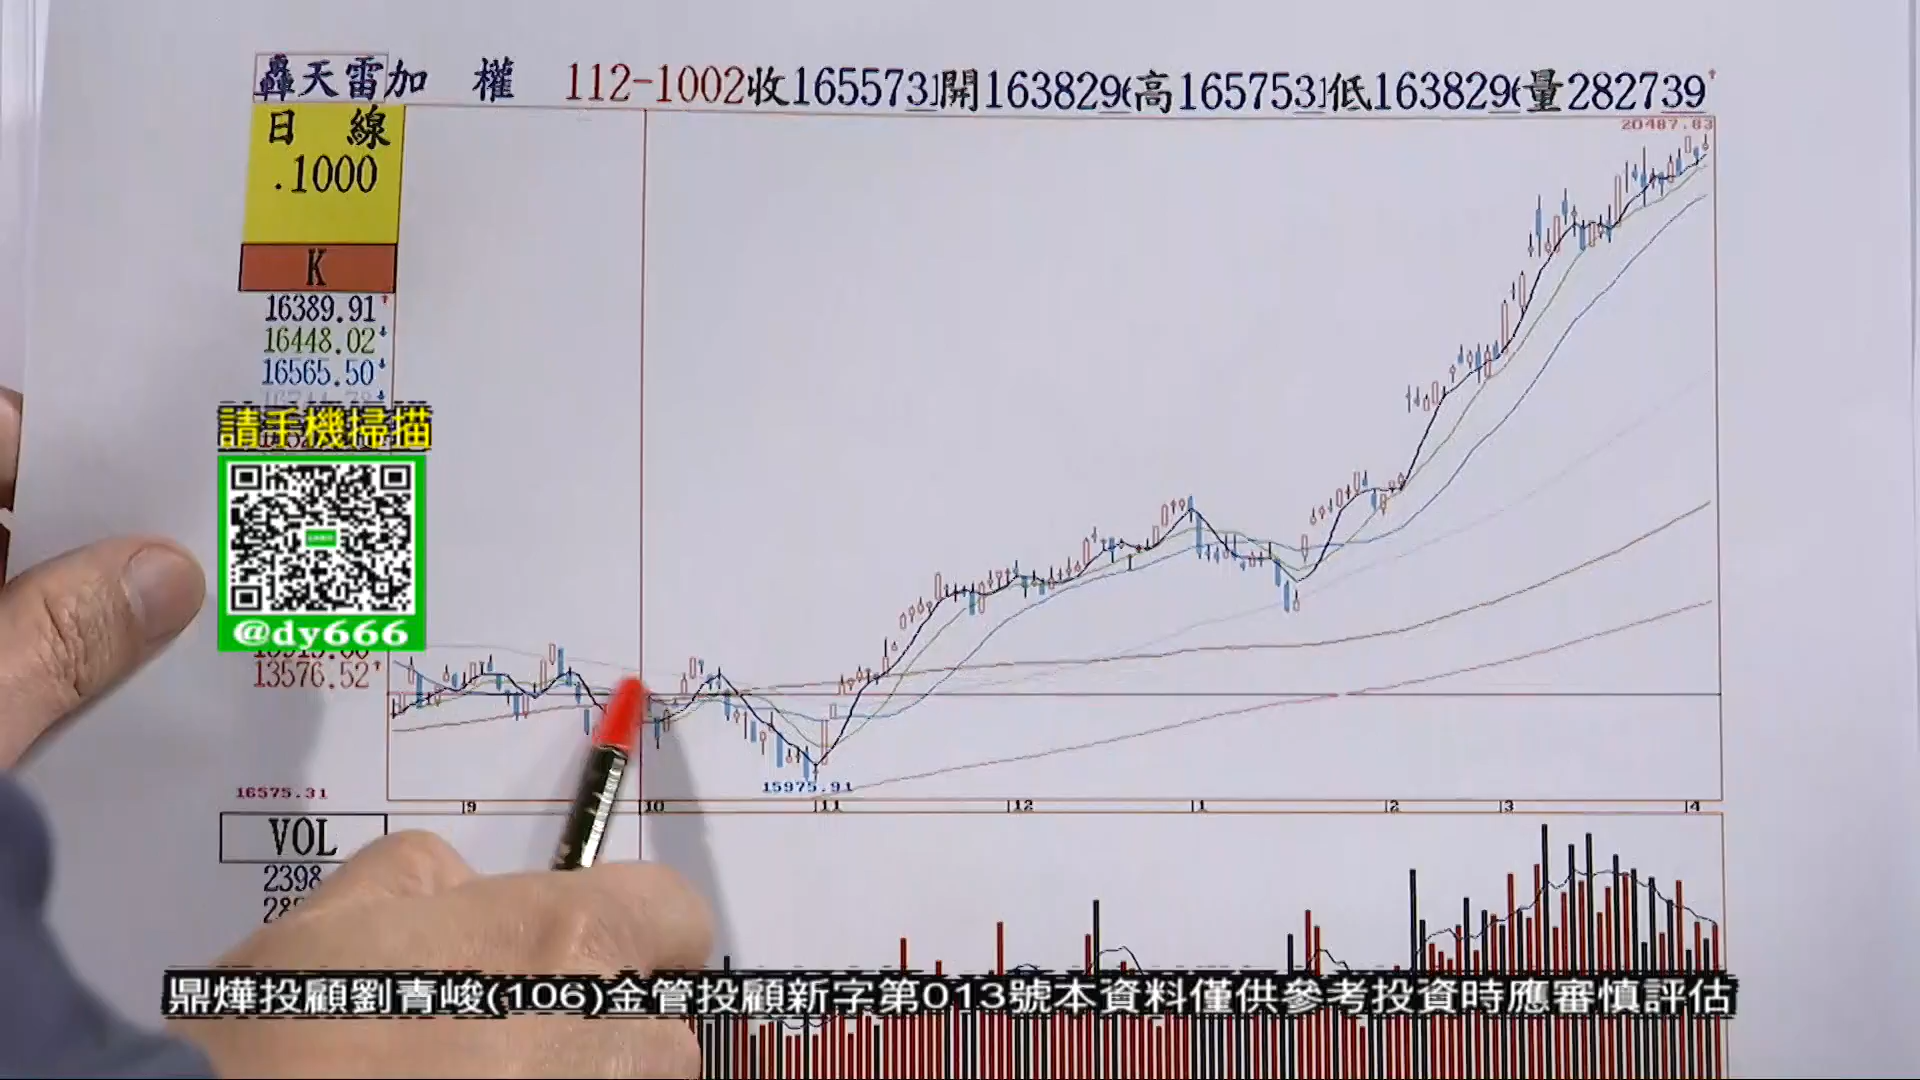 轟天雷加 權 112-1002收165573]開163829(高165753]低163829(量282739↑
日 線
.1000
20487.83
K
16389.91↑
16448.02↓
16565.50↓
請手機掃描
@dy666
13576.52↑
15975.91
16575.31
9 10 11 12 1 2 3 4
VOL
2398
鼎燁投顧劉青峻(106)金管投顧新字第013號本資料僅供參考投資時應審慎評估